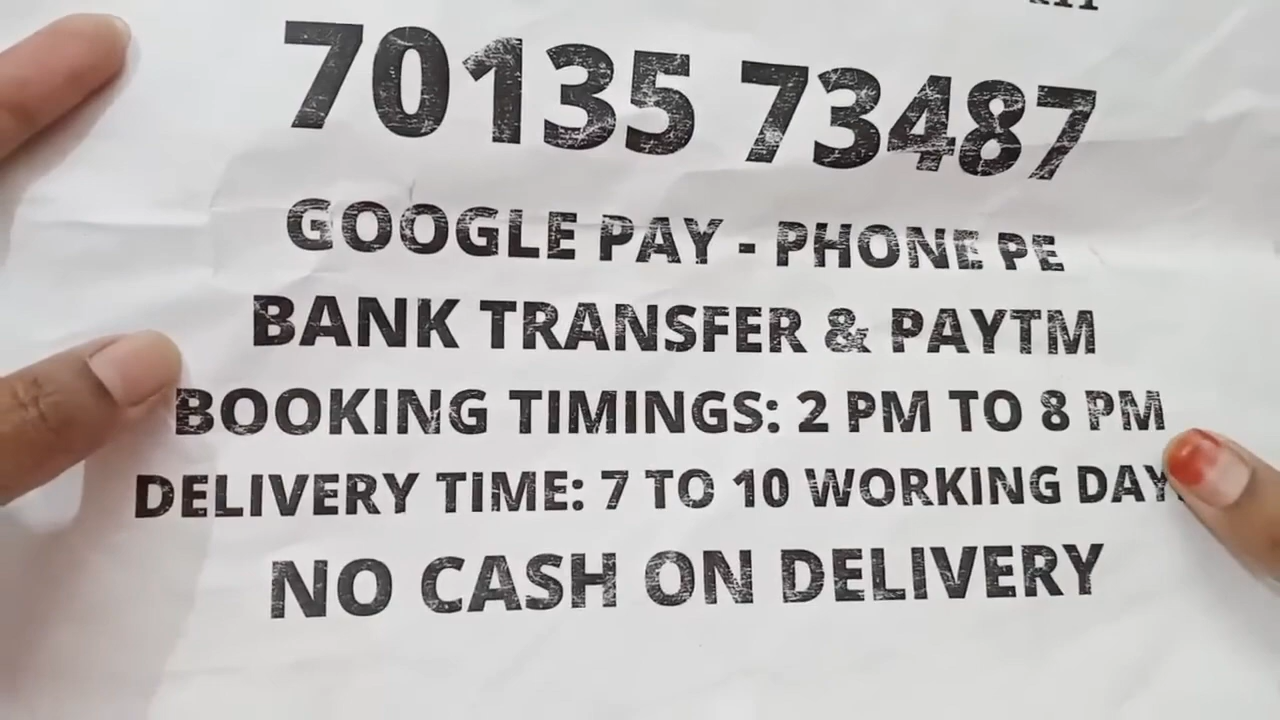 70135 73487
GOOGLE PAY - PHONE PE
BANK TRANSFER & PAYTM
BOOKING TIMINGS: 2 PM TO 8 PM
DELIVERY TIME: 7 TO 10 WORKING DAY
NO CASH ON DELIVERY